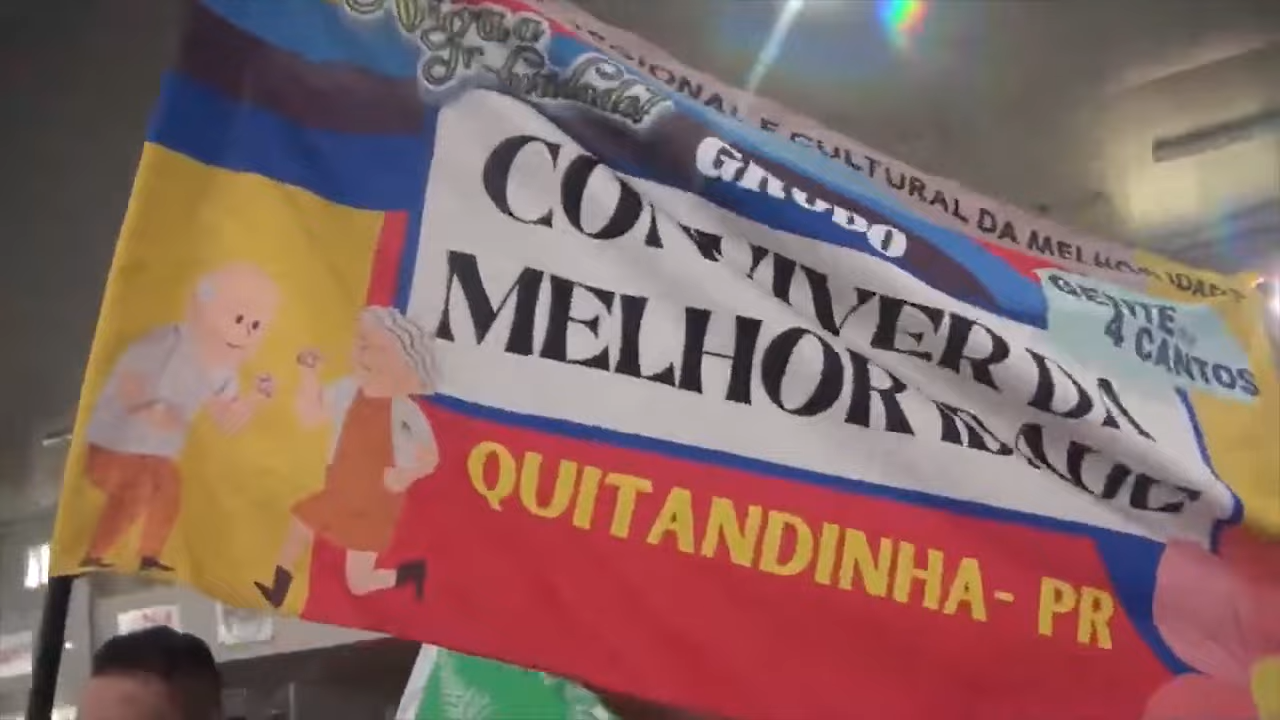 REGIONAL E CULTURAL DA MELHOR IDADE
GRUPO
CONVIVER DA
MELHOR IDADE
GENTE
4 CANTOS
QUITANDINHA - PR